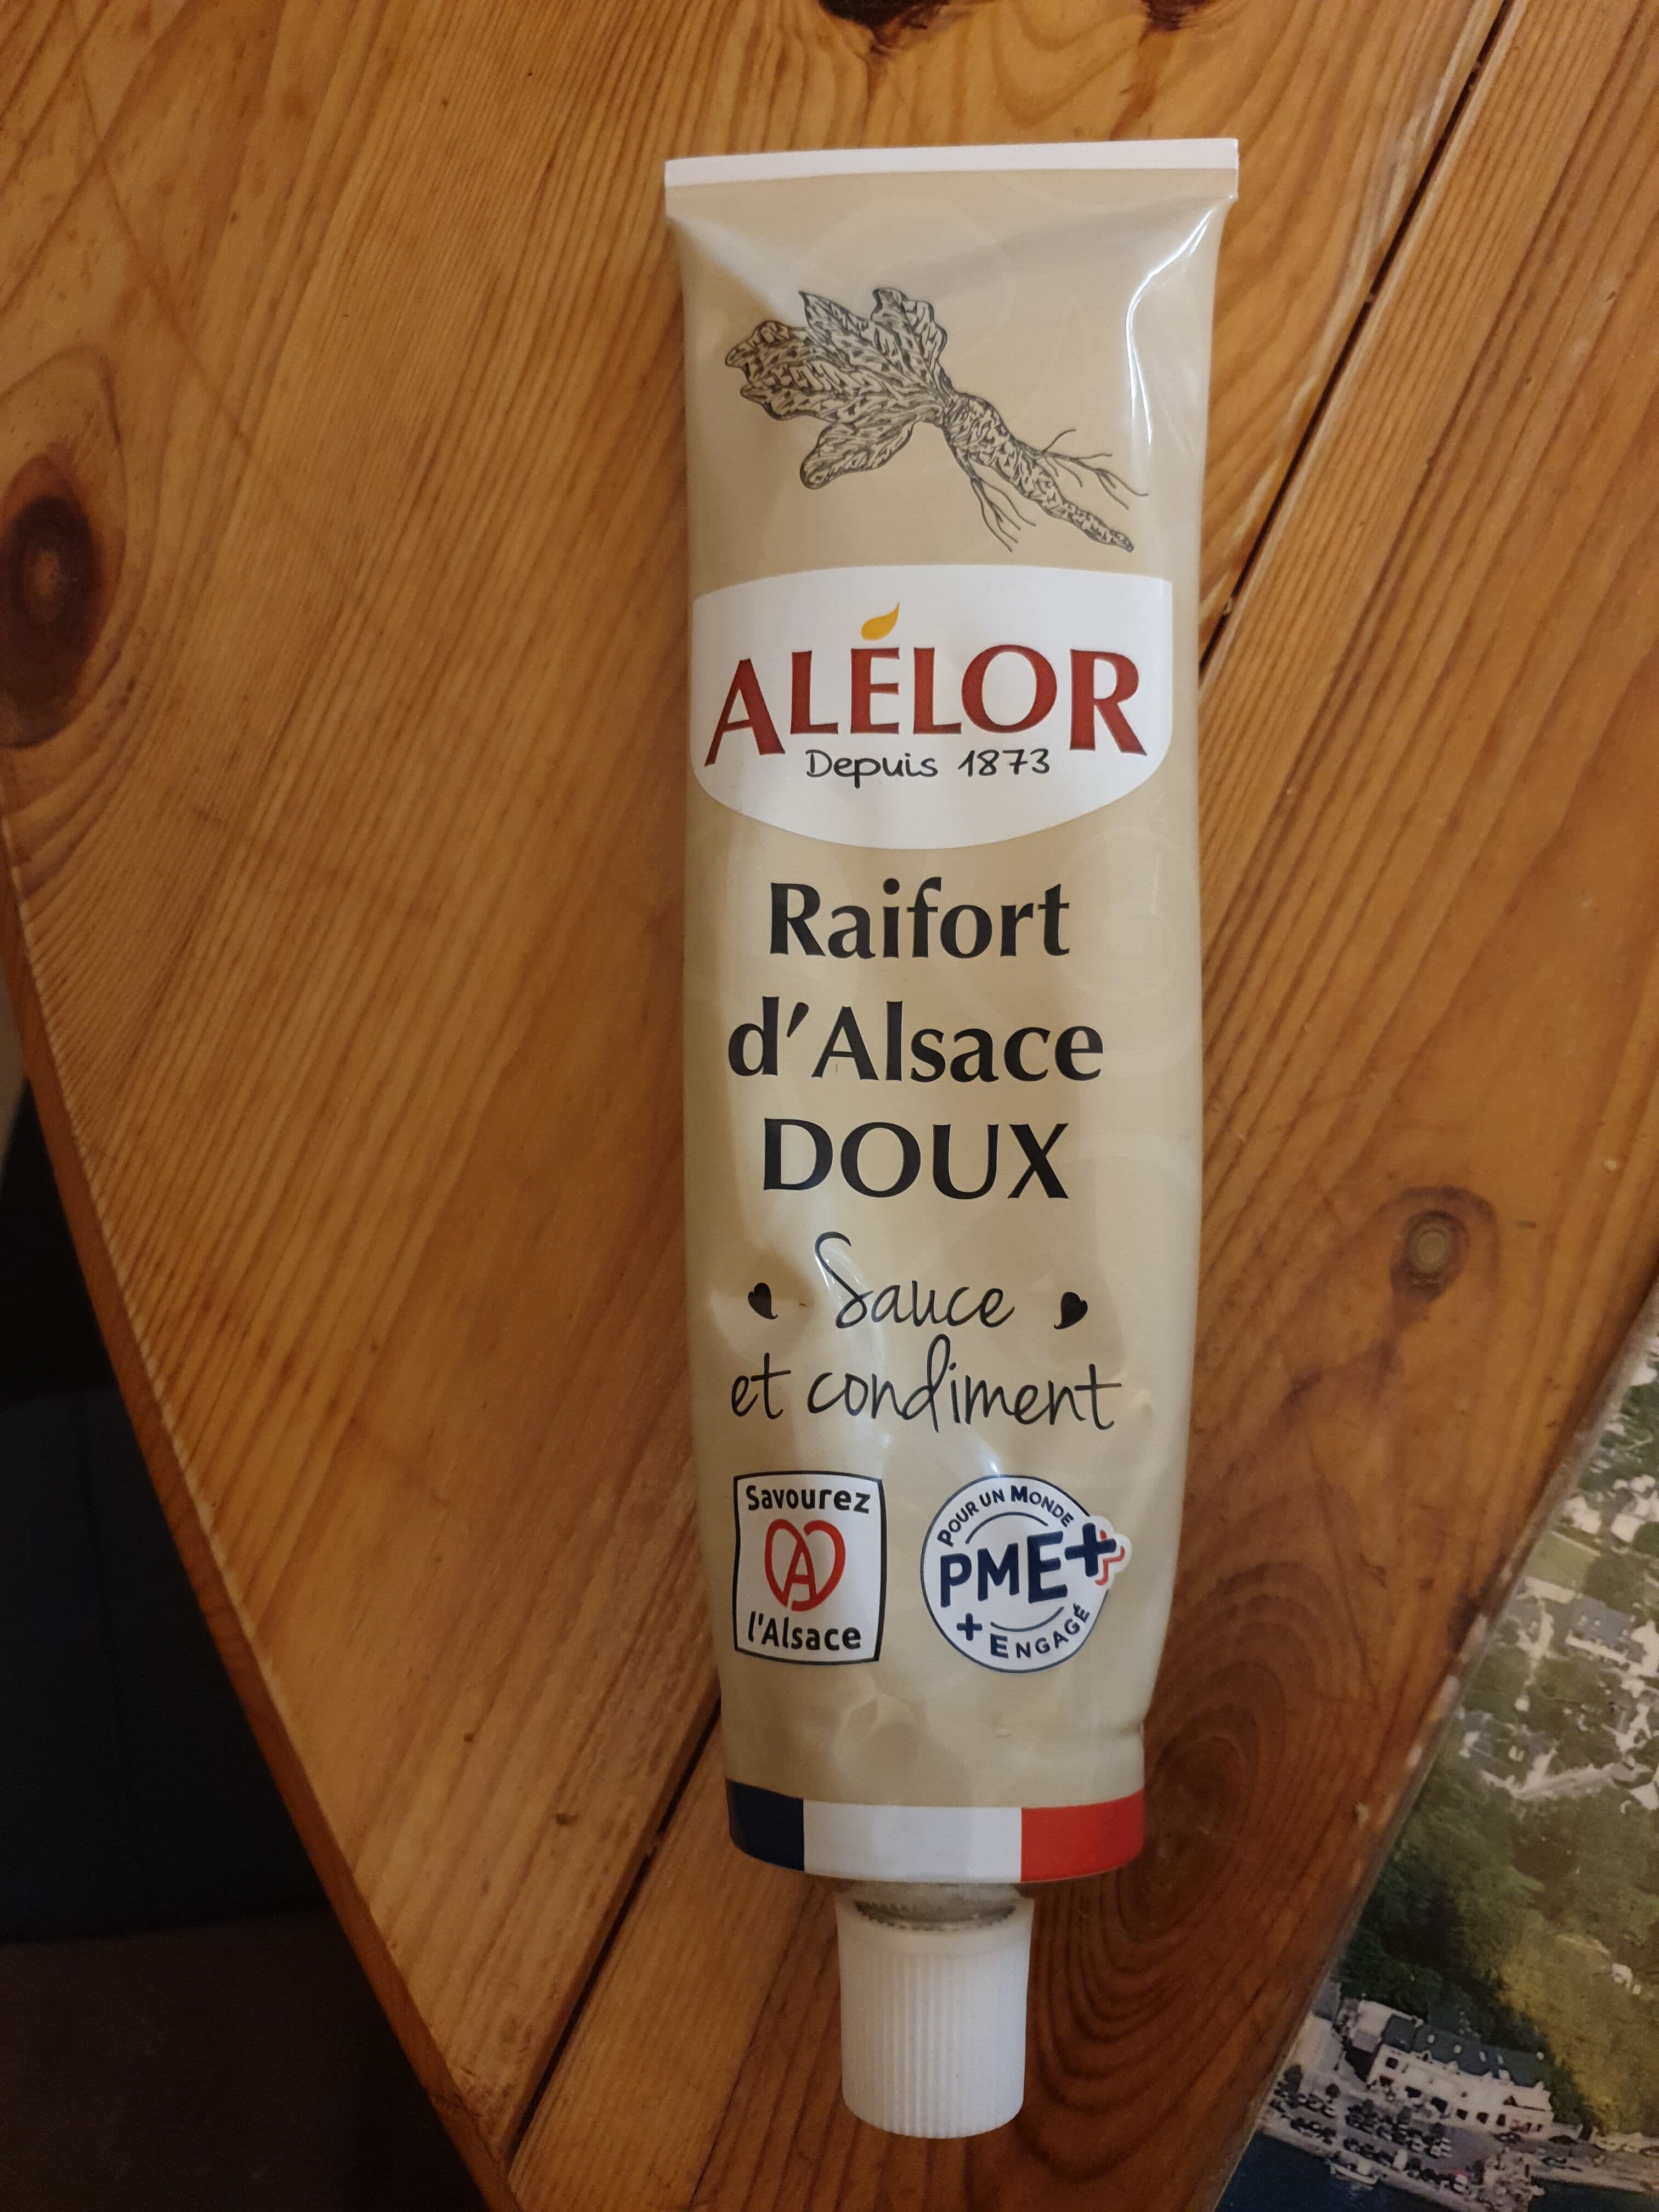 ALÉLOR
Depuis 1873
Raifort
d'Alsace
DOUX
Sauce
et condiment
Savourez
A
l'Alsace
POUR UN MONDE
PME+
+ ENGAGÉ